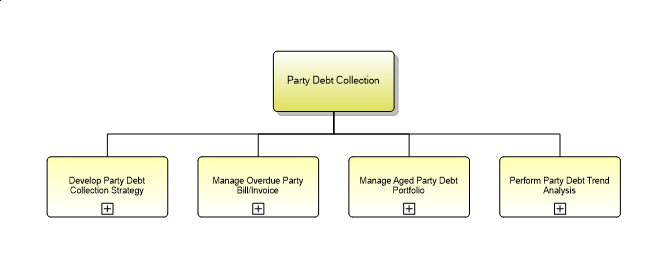 Party Debt Collection
Develop Party Debt
Collection Strategy
Manage Overdue Party
Bill/Invoice
Manage Aged Party Debt
Portfolio
Perform Party Debt Trend
Analysis